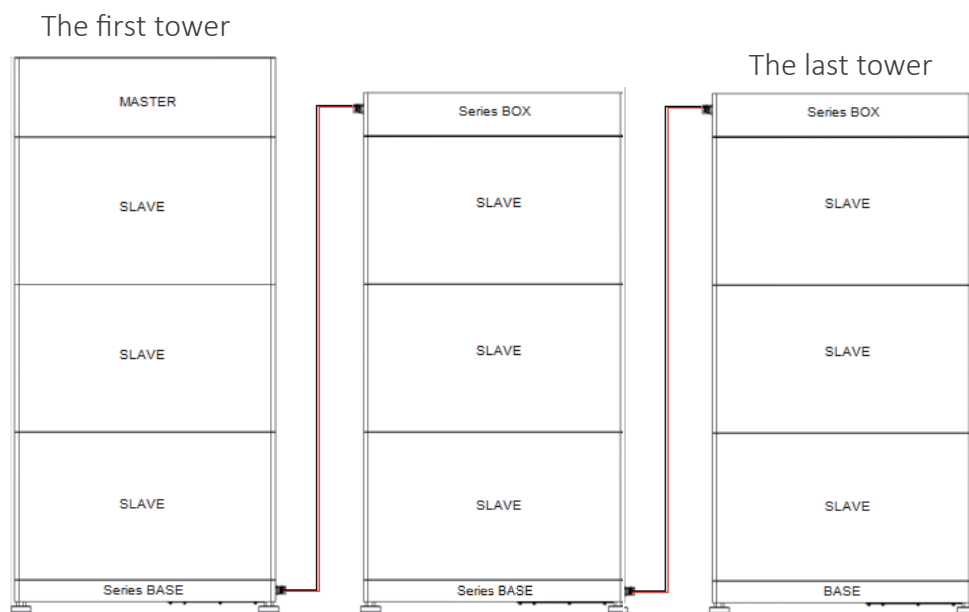 The first tower
MASTER
SLAVE
SLAVE
SLAVE
Series BASE
Series BOX
SLAVE
SLAVE
SLAVE
Series BASE
The last tower
Series BOX
SLAVE
SLAVE
SLAVE
BASE